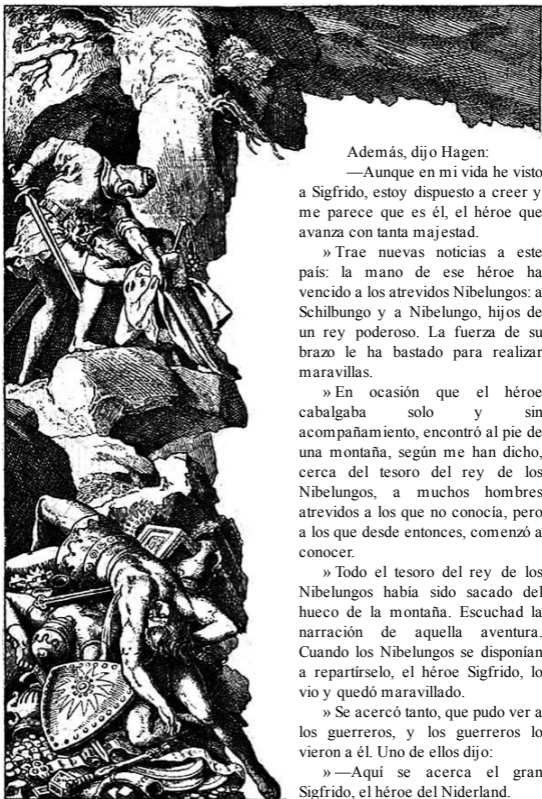 Además, dijo Hagen:
—Aunque en mi vida he visto
a Sigfrido, estoy dispuesto a creer y
me parece que es él, el héroe que
avanza con tanta majestad.
» Trae nuevas noticias a este
país: la mano de ese héroe ha
vencido a los atrevidos Nibelungos: a
Schilbungo y a Nibelungo, hijos de
un rey poderoso. La fuerza de su
brazo le ha bastado para realizar
maravillas.
» En ocasión que el héroe
cabalgaba solo y sin
acompañamiento, encontró al pie de
una montaña, según me han dicho,
cerca del tesoro del rey de los
Nibelungos, a muchos hombres
atrevidos a los que no conocía, pero
a los que desde entonces, comenzó a
conocer.
» Todo el tesoro del rey de los
Nibelungos había sido sacado del
hueco de la montaña. Escuchad la
narración de aquella aventura.
Cuando los Nibelungos se disponían
a repartírselo, el héroe Sigfrido, lo
vio y quedó maravillado.
» Se acercó tanto, que pudo ver a
los guerreros, y los guerreros lo
vieron a él. Uno de ellos dijo:
» —Aquí se acerca el gran
Sigfrido, el héroe del Niderland.